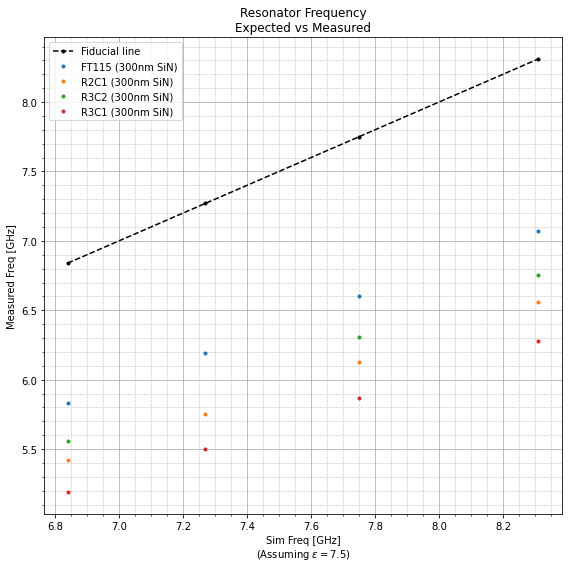 Resonator Frequency
Expected vs Measured
Fiducial line
FT115 (300nm SiN)
R2C1 (300nm SiN)
R3C2 (300nm SiN)
R3C1 (300nm SiN)
Measured Freq [GHz]
8.0
7.5
7.0
6.5
6.0
5.5
6.8 7.0 7.2 7.4 7.6 7.8 8.0 8.2
Sim Freq [GHz]
(Assuming ε = 7.5)